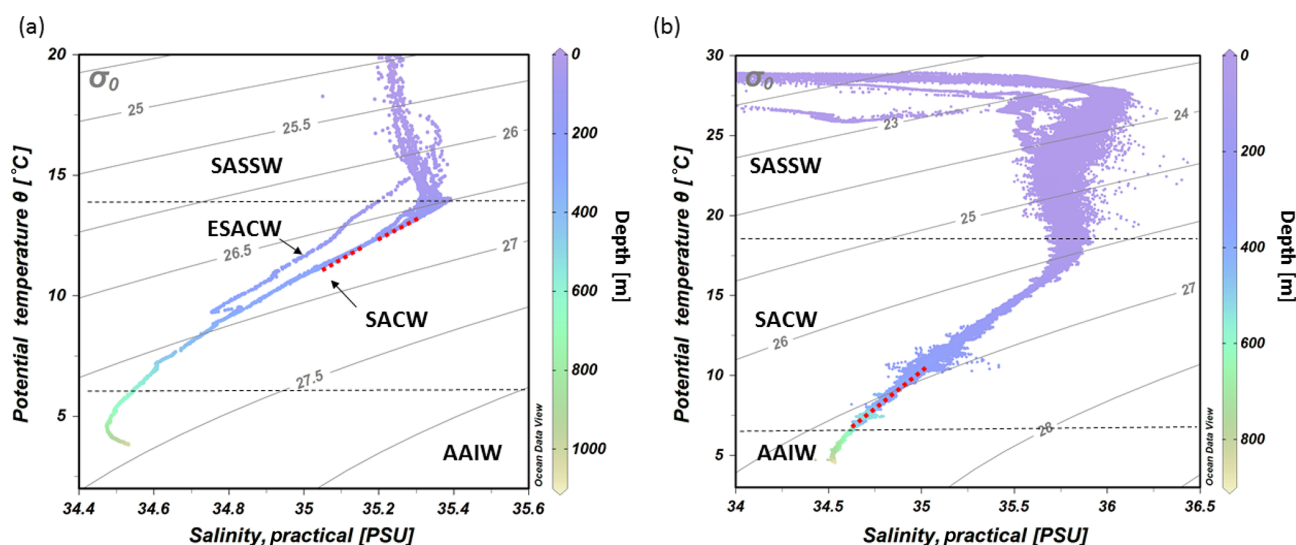 (a)
20
15
10
5
σ0
25
25.5
26
26.5
27
27.5
SASSW
ESACW
SACW
AAIW
34.4
34.6
34.8
35
35.2
35.4
35.6
Potential temperature θ [˚C]
Salinity, practical [PSU]
0
200
400
600
800
1000
Depth [m]
Ocean Data View
(b)
30
25
20
15
10
5
σ0
23
24
25
26
27
28
SASSW
SACW
AAIW
34
34.5
35
35.5
36
36.5
Potential temperature θ [˚C]
Salinity, practical [PSU]
0
200
400
600
800
Depth [m]
Ocean Data View